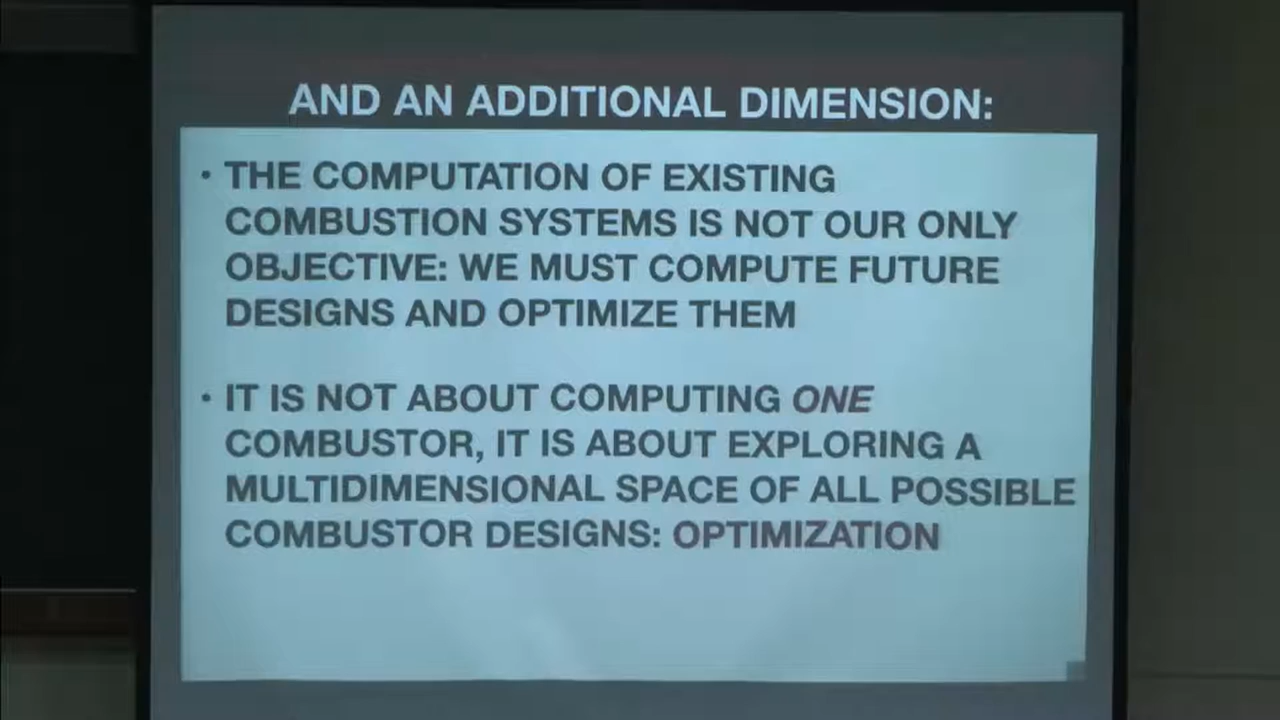 AND AN ADDITIONAL DIMENSION:
• THE COMPUTATION OF EXISTING
COMBUSTION SYSTEMS IS NOT OUR ONLY
OBJECTIVE: WE MUST COMPUTE FUTURE
DESIGNS AND OPTIMIZE THEM
• IT IS NOT ABOUT COMPUTING ONE
COMBUSTOR, IT IS ABOUT EXPLORING A
MULTIDIMENSIONAL SPACE OF ALL POSSIBLE
COMBUSTOR DESIGNS: OPTIMIZATION